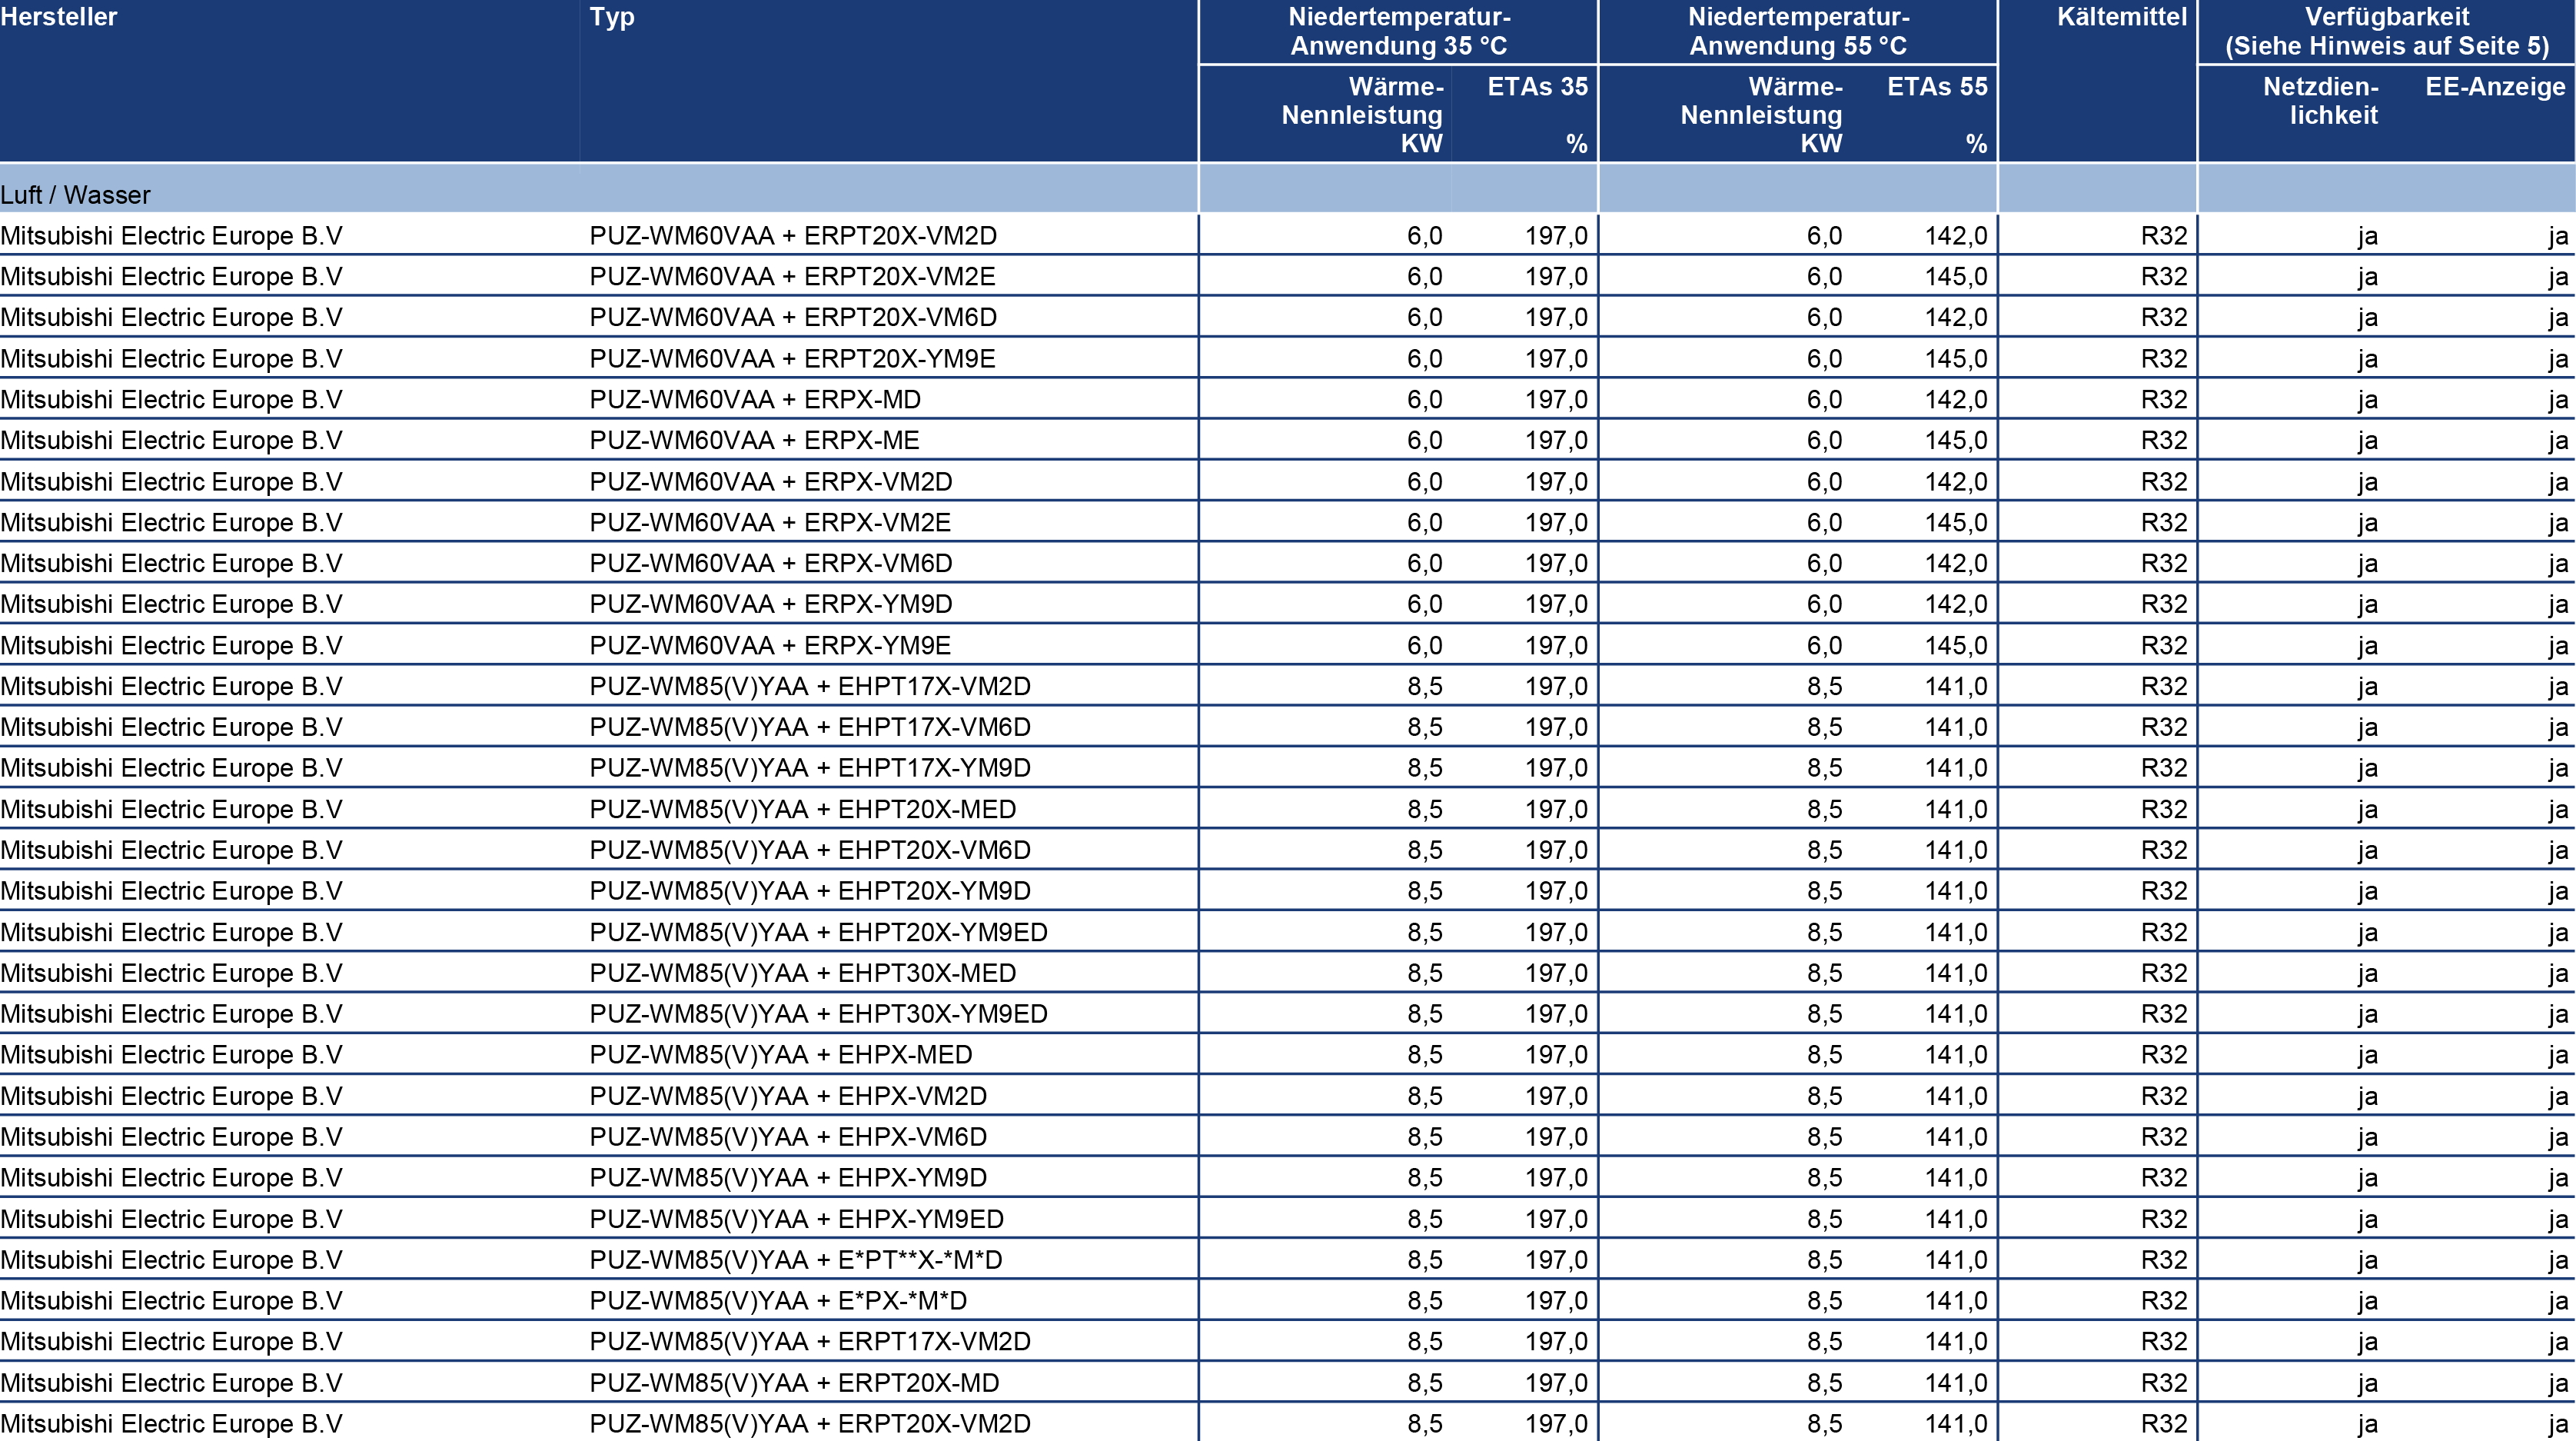 Hersteller Typ Niedertemperatur- Niedertemperatur- Kältemittel Verfügbarkeit
Anwendung 35 °C Anwendung 55 °C (Siehe Hinweis auf Seite 5)
Wärme- ETAs 35 Wärme- ETAs 55 Netzdien- EE-Anzeige
Nennleistung Nennleistung lichkeit
KW % KW %
Luft / Wasser
Mitsubishi Electric Europe B.V PUZ-WM60VAA + ERPT20X-VM2D 6,0 197,0 6,0 142,0 R32 ja ja
Mitsubishi Electric Europe B.V PUZ-WM60VAA + ERPT20X-VM2E 6,0 197,0 6,0 145,0 R32 ja ja
Mitsubishi Electric Europe B.V PUZ-WM60VAA + ERPT20X-VM6D 6,0 197,0 6,0 142,0 R32 ja ja
Mitsubishi Electric Europe B.V PUZ-WM60VAA + ERPT20X-YM9E 6,0 197,0 6,0 145,0 R32 ja ja
Mitsubishi Electric Europe B.V PUZ-WM60VAA + ERPX-MD 6,0 197,0 6,0 142,0 R32 ja ja
Mitsubishi Electric Europe B.V PUZ-WM60VAA + ERPX-ME 6,0 197,0 6,0 145,0 R32 ja ja
Mitsubishi Electric Europe B.V PUZ-WM60VAA + ERPX-VM2D 6,0 197,0 6,0 142,0 R32 ja ja
Mitsubishi Electric Europe B.V PUZ-WM60VAA + ERPX-VM2E 6,0 197,0 6,0 145,0 R32 ja ja
Mitsubishi Electric Europe B.V PUZ-WM60VAA + ERPX-VM6D 6,0 197,0 6,0 142,0 R32 ja ja
Mitsubishi Electric Europe B.V PUZ-WM60VAA + ERPX-YM9D 6,0 197,0 6,0 142,0 R32 ja ja
Mitsubishi Electric Europe B.V PUZ-WM60VAA + ERPX-YM9E 6,0 197,0 6,0 145,0 R32 ja ja
Mitsubishi Electric Europe B.V PUZ-WM85(V)YAA + EHPT17X-VM2D 8,5 197,0 8,5 141,0 R32 ja ja
Mitsubishi Electric Europe B.V PUZ-WM85(V)YAA + EHPT17X-VM6D 8,5 197,0 8,5 141,0 R32 ja ja
Mitsubishi Electric Europe B.V PUZ-WM85(V)YAA + EHPT17X-YM9D 8,5 197,0 8,5 141,0 R32 ja ja
Mitsubishi Electric Europe B.V PUZ-WM85(V)YAA + EHPT20X-MED 8,5 197,0 8,5 141,0 R32 ja ja
Mitsubishi Electric Europe B.V PUZ-WM85(V)YAA + EHPT20X-VM6D 8,5 197,0 8,5 141,0 R32 ja ja
Mitsubishi Electric Europe B.V PUZ-WM85(V)YAA + EHPT20X-YM9D 8,5 197,0 8,5 141,0 R32 ja ja
Mitsubishi Electric Europe B.V PUZ-WM85(V)YAA + EHPT20X-YM9ED 8,5 197,0 8,5 141,0 R32 ja ja
Mitsubishi Electric Europe B.V PUZ-WM85(V)YAA + EHPT30X-MED 8,5 197,0 8,5 141,0 R32 ja ja
Mitsubishi Electric Europe B.V PUZ-WM85(V)YAA + EHPT30X-YM9ED 8,5 197,0 8,5 141,0 R32 ja ja
Mitsubishi Electric Europe B.V PUZ-WM85(V)YAA + EHPX-MED 8,5 197,0 8,5 141,0 R32 ja ja
Mitsubishi Electric Europe B.V PUZ-WM85(V)YAA + EHPX-VM2D 8,5 197,0 8,5 141,0 R32 ja ja
Mitsubishi Electric Europe B.V PUZ-WM85(V)YAA + EHPX-VM6D 8,5 197,0 8,5 141,0 R32 ja ja
Mitsubishi Electric Europe B.V PUZ-WM85(V)YAA + EHPX-YM9D 8,5 197,0 8,5 141,0 R32 ja ja
Mitsubishi Electric Europe B.V PUZ-WM85(V)YAA + EHPX-YM9ED 8,5 197,0 8,5 141,0 R32 ja ja
Mitsubishi Electric Europe B.V PUZ-WM85(V)YAA + E*PT**X-*M*D 8,5 197,0 8,5 141,0 R32 ja ja
Mitsubishi Electric Europe B.V PUZ-WM85(V)YAA + E*PX-*M*D 8,5 197,0 8,5 141,0 R32 ja ja
Mitsubishi Electric Europe B.V PUZ-WM85(V)YAA + ERPT17X-VM2D 8,5 197,0 8,5 141,0 R32 ja ja
Mitsubishi Electric Europe B.V PUZ-WM85(V)YAA + ERPT20X-MD 8,5 197,0 8,5 141,0 R32 ja ja
Mitsubishi Electric Europe B.V PUZ-WM85(V)YAA + ERPT20X-VM2D 8,5 197,0 8,5 141,0 R32 ja ja